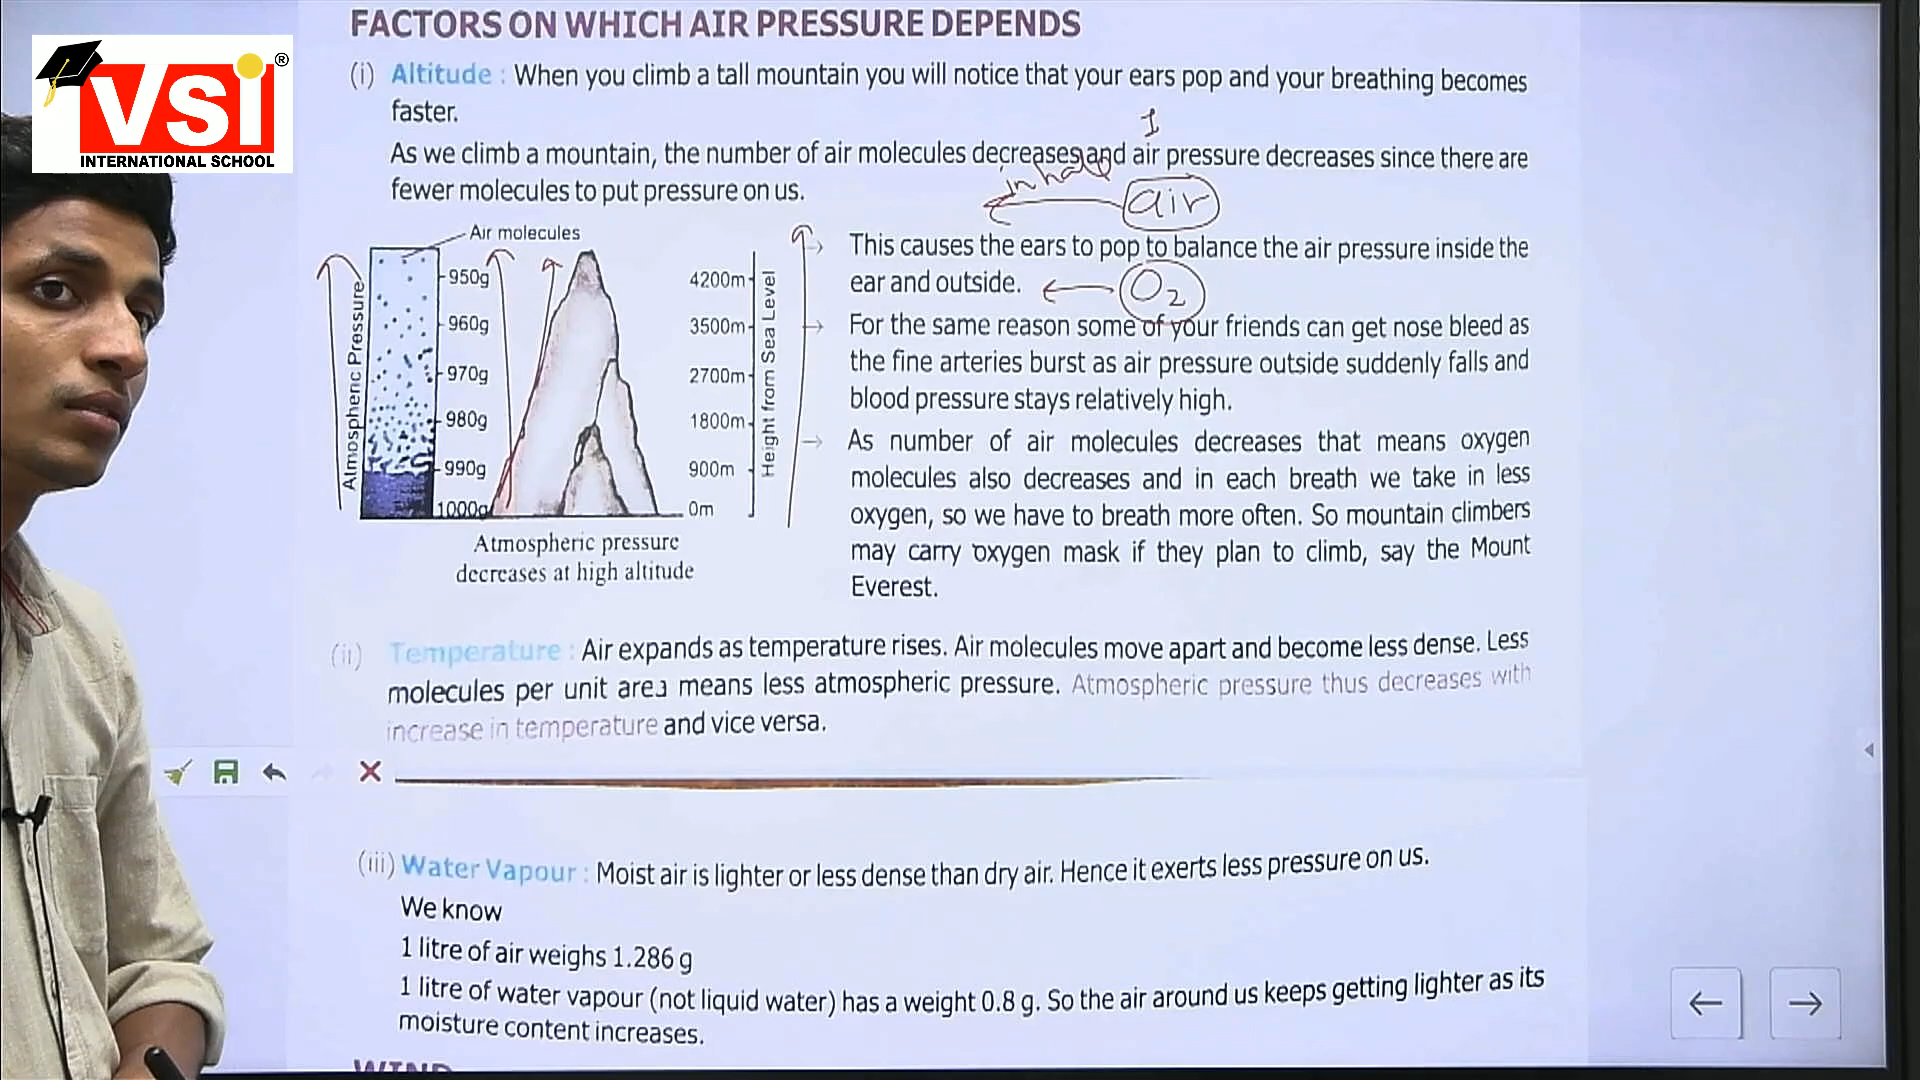 FACTORS ON WHICH AIR PRESSURE DEPENDS
VSI ®
INTERNATIONAL SCHOOL
(i) Altitude : When you climb a tall mountain you will notice that your ears pop and your breathing becomes
faster.
1
As we climb a mountain, the number of air molecules decreases and air pressure decreases since there are
inhale
fewer molecules to put pressure on us.
air
Air molecules
Atmospheric Pressure
950g
960g
970g
980g
990g
1000g
4200m
3500m
2700m
1800m
900m
0m
Height from Sea Level
Atmospheric pressure
decreases at high altitude
→ This causes the ears to pop to balance the air pressure inside the
ear and outside.
O2
→ For the same reason some of your friends can get nose bleed as
the fine arteries burst as air pressure outside suddenly falls and
blood pressure stays relatively high.
→ As number of air molecules decreases that means oxygen
molecules also decreases and in each breath we take in less
oxygen, so we have to breath more often. So mountain climbers
may carry oxygen mask if they plan to climb, say the Mount
Everest.
(ii) Temperature : Air expands as temperature rises. Air molecules move apart and become less dense. Less
molecules per unit area means less atmospheric pressure. Atmospheric pressure thus decreases with
increase in temperature and vice versa.
(iii) Water Vapour : Moist air is lighter or less dense than dry air. Hence it exerts less pressure on us.
We know
1 litre of air weighs 1.286 g
1 litre of water vapour (not liquid water) has a weight 0.8 g. So the air around us keeps getting lighter as its
moisture content increases.
WIND